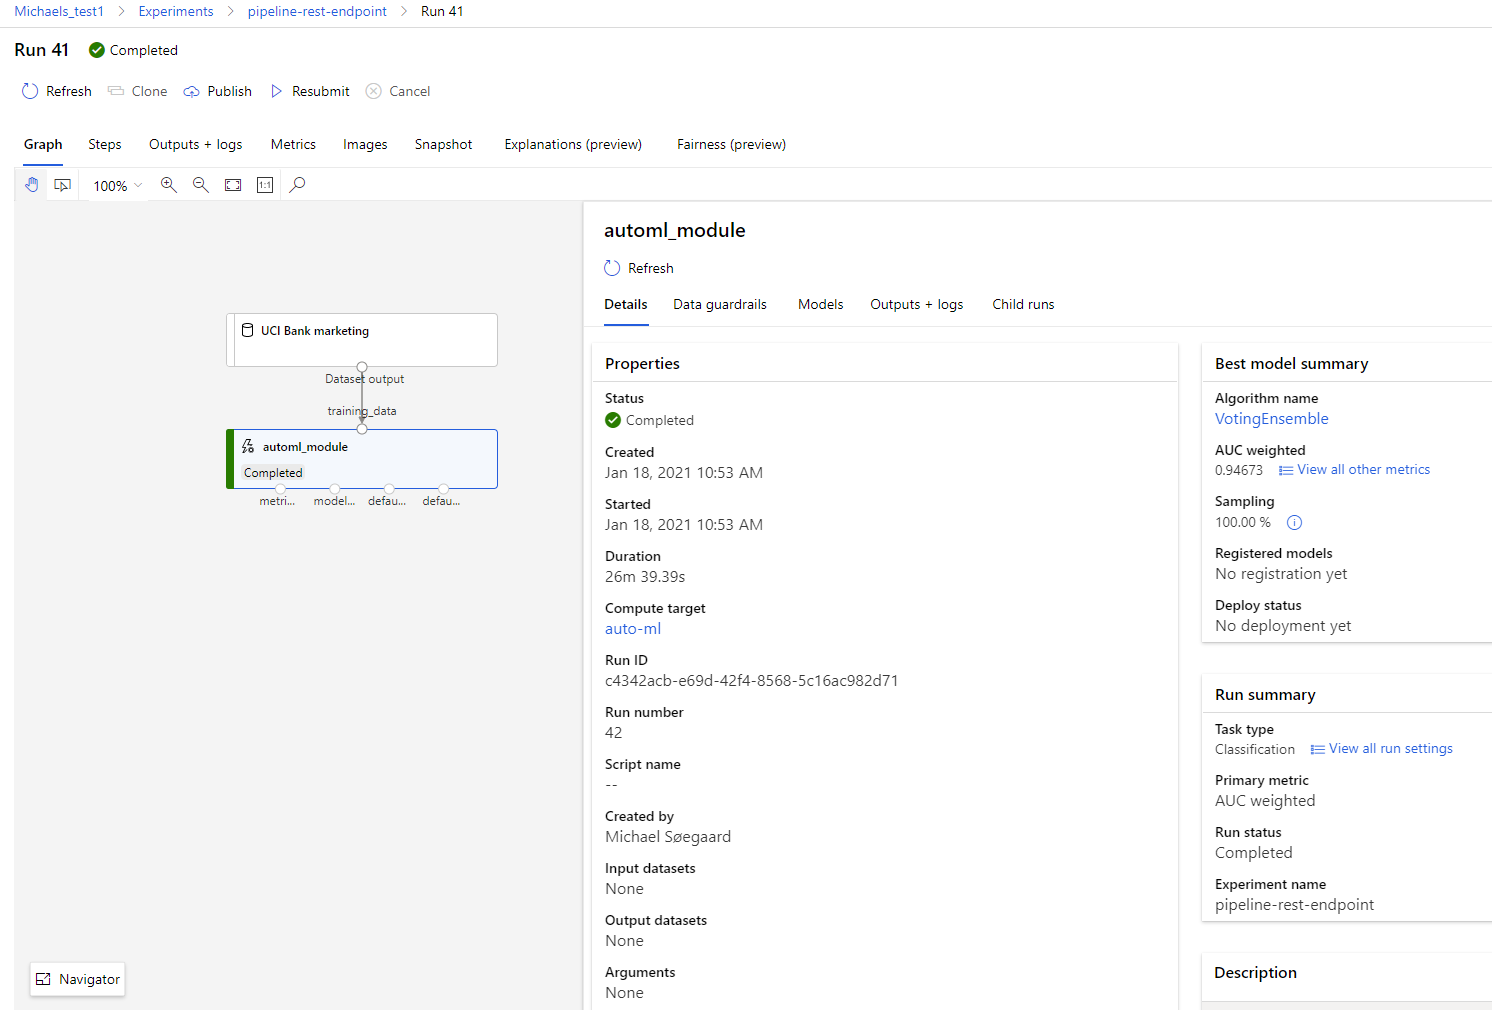 Michaels_test1 > Experiments > pipeline-rest-endpoint > Run 41
Run 41 Completed
Refresh Clone Publish Resubmit Cancel
Graph Steps Outputs + logs Metrics Images Snapshot Explanations (preview) Fairness (preview)
100% 1:1
UCI Bank marketing
Dataset output
training_data
automl_module
Completed
metri... model... defau... defau...
Navigator
automl_module
Refresh
Details Data guardrails Models Outputs + logs Child runs
Properties
Status
Completed
Created
Jan 18, 2021 10:53 AM
Started
Jan 18, 2021 10:53 AM
Duration
26m 39.39s
Compute target
auto-ml
Run ID
c4342acb-e69d-42f4-8568-5c16ac982d71
Run number
42
Script name
--
Created by
Michael Søegaard
Input datasets
None
Output datasets
None
Arguments
None
Best model summary
Algorithm name
VotingEnsemble
AUC weighted
0.94673 View all other metrics
Sampling
100.00 %
Registered models
No registration yet
Deploy status
No deployment yet
Run summary
Task type
Classification View all run settings
Primary metric
AUC weighted
Run status
Completed
Experiment name
pipeline-rest-endpoint
Description